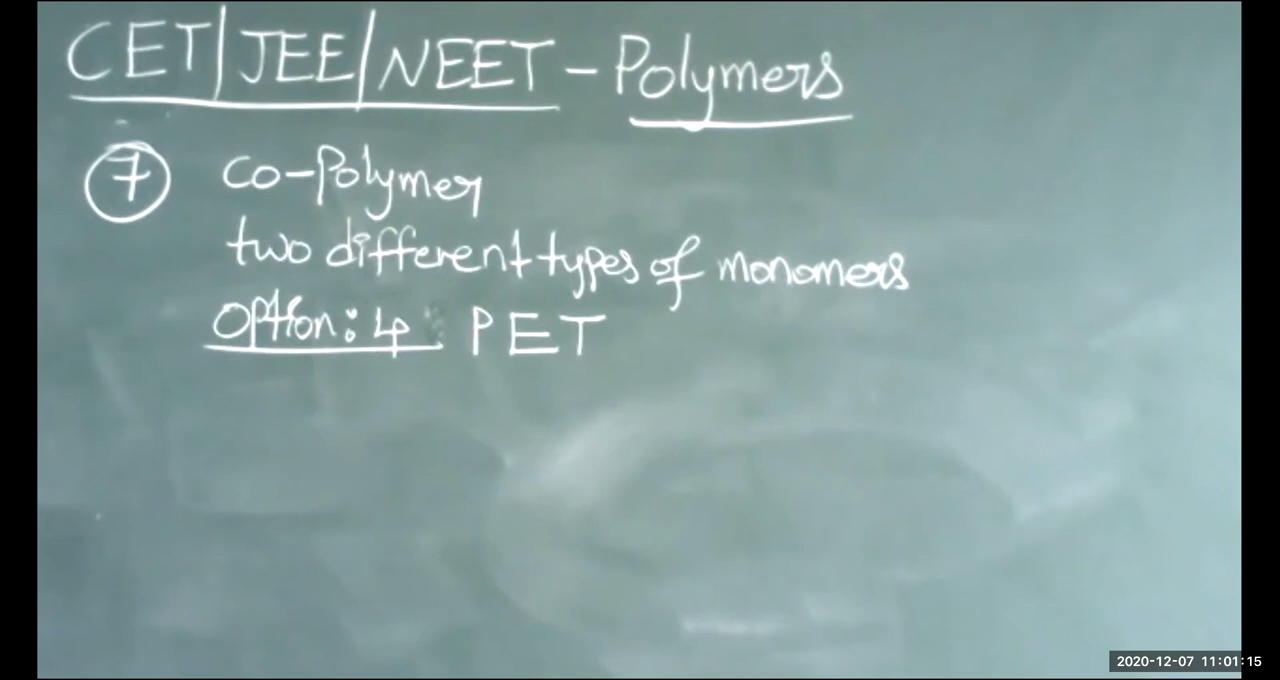 CET/JEE/NEET - Polymers
7 co-Polymer
two different types of monomers
Option: 4 PET
2020-12-07 11:01:15